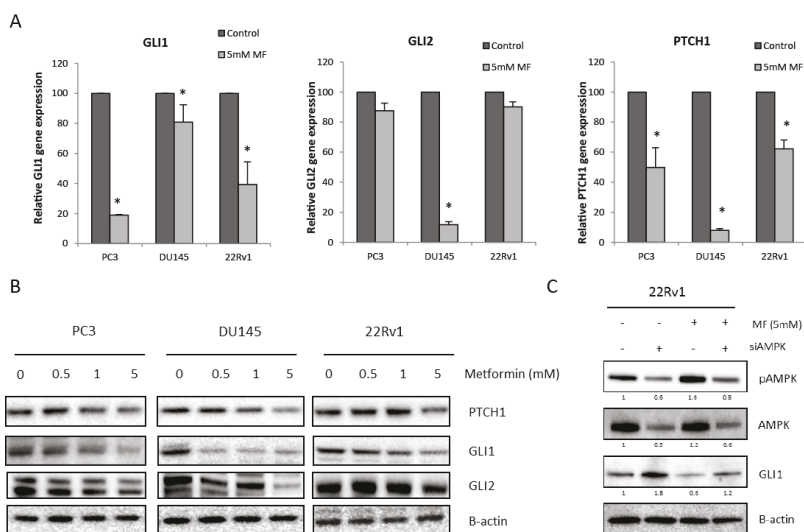 A
GLI1
Control
5mM MF
Relative GLI1 gene expression
120
100
80
60
40
20
0
*
*
*
PC3
DU145
22Rv1
GLI2
Control
5mM MF
Relative GLI2 gene expression
120
100
80
60
40
20
0
*
PC3
DU145
22Rv1
PTCH1
Control
5mM MF
Relative PTCH1 gene expression
120
100
80
60
40
20
0
*
*
*
PC3
DU145
22Rv1
B
PC3
DU145
22Rv1
0 0.5 1 5 0 0.5 1 5 0 0.5 1 5 Metformin (mM)
PTCH1
GLI1
GLI2
B-actin
C
22Rv1
- - + + MF (5mM)
- + - + siAMPK
pAMPK
1 0.6 1.6 0.8
AMPK
1 0.5 1.2 0.6
GLI1
1 1.8 0.6 1.2
B-actin